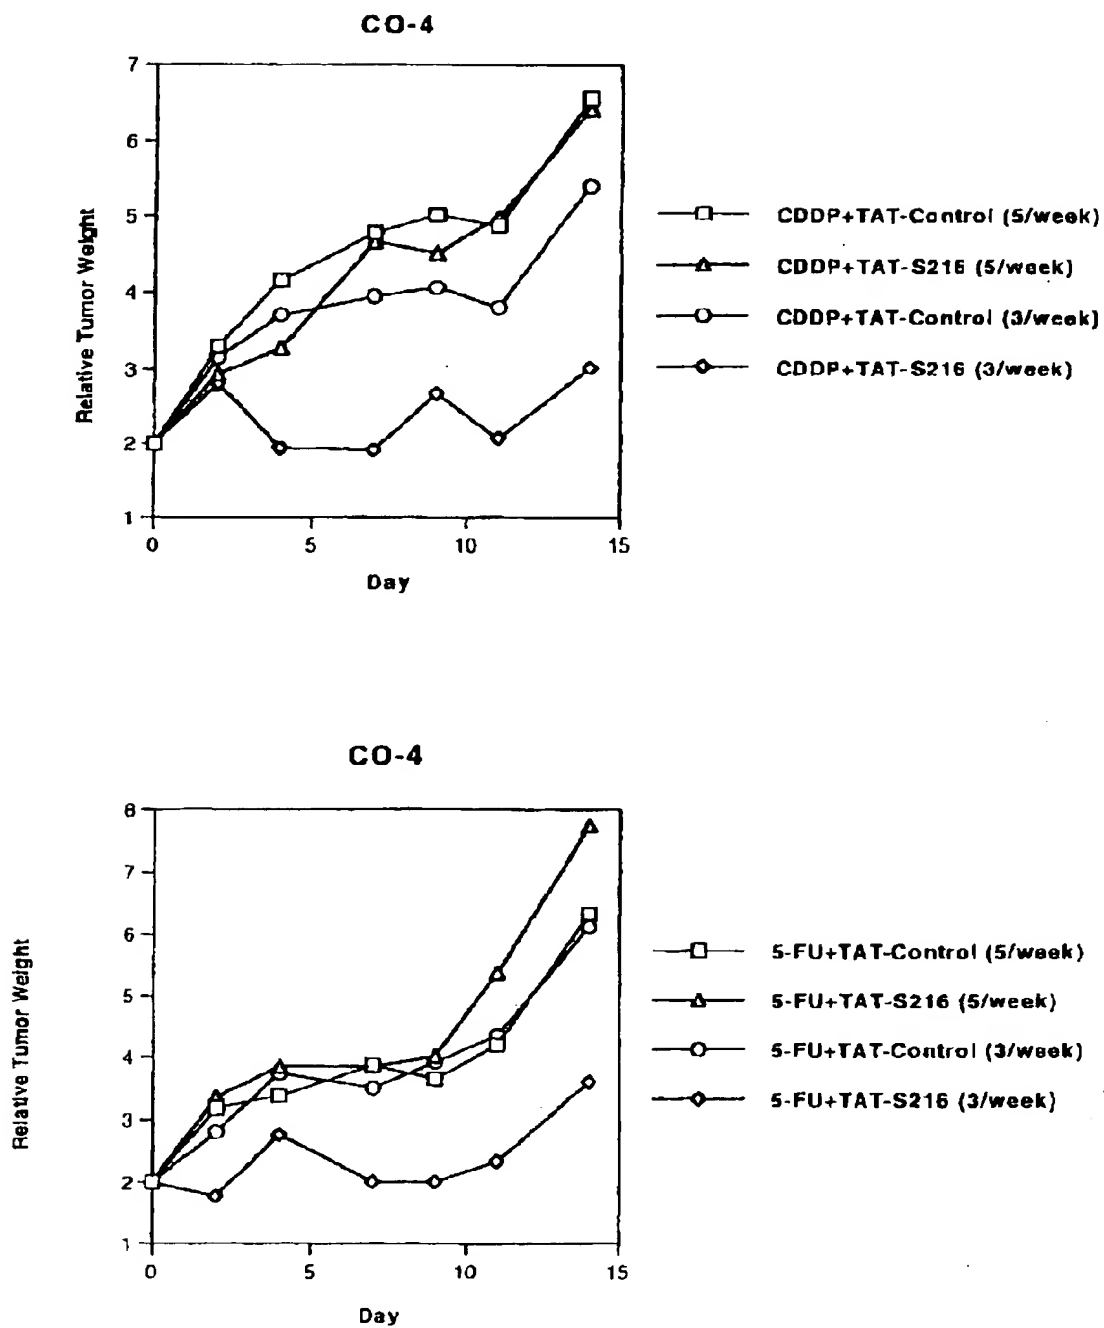 CO-4
7
6
5
4
3
2
1
0 5 10 15
Relative Tumor Weight
Day
CDDP+TAT-Control (5/week)
CDDP+TAT-S216 (5/week)
CDDP+TAT-Control (3/week)
CDDP+TAT-S216 (3/week)
CO-4
8
7
6
5
4
3
2
1
0 5 10 15
Relative Tumor Weight
Day
5-FU+TAT-Control (5/week)
5-FU+TAT-S216 (5/week)
5-FU+TAT-Control (3/week)
5-FU+TAT-S216 (3/week)